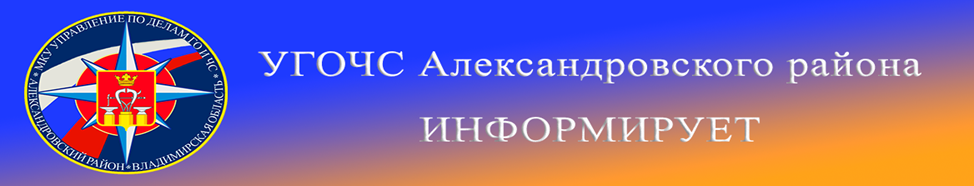 МКУ УПРАВЛЕНИЕ ПО ДЕЛАМ ГО И ЧС
АЛЕКСАНДРОВСКИЙ РАЙОН * ВЛАДИМИРСКАЯ ОБЛАСТЬ
УГОЧС Александровского района
ИНФОРМИРУЕТ